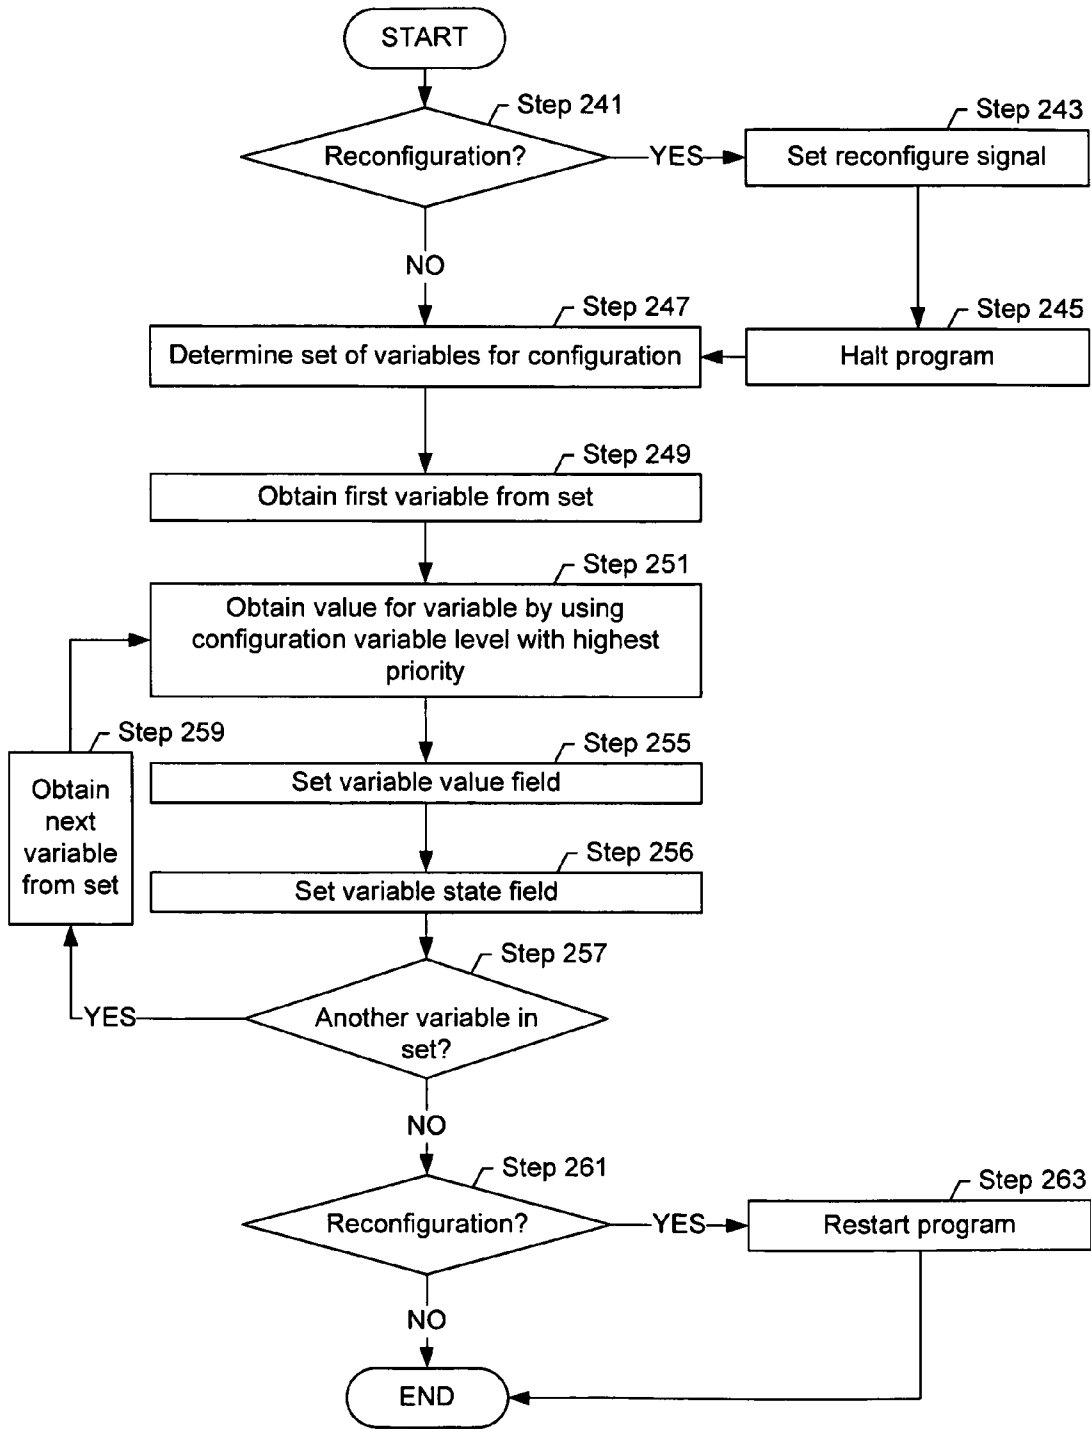 START
Step 241
Reconfiguration?
YES
Step 243
Set reconfigure signal
NO
Step 247
Determine set of variables for configuration
Step 245
Halt program
Step 249
Obtain first variable from set
Step 251
Obtain value for variable by using
configuration variable level with highest
priority
Step 259
Obtain
next
variable
from set
Step 255
Set variable value field
Step 256
Set variable state field
Step 257
Another variable in
set?
YES
NO
Step 261
Reconfiguration?
YES
Step 263
Restart program
NO
END